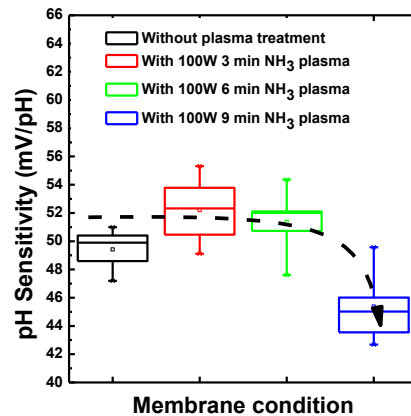 66
64
62
60
58
56
54
52
50
48
46
44
42
40
pH Sensitivity (mV/pH)
Without plasma treatment
With 100W 3 min NH3 plasma
With 100W 6 min NH3 plasma
With 100W 9 min NH3 plasma
Membrane condition